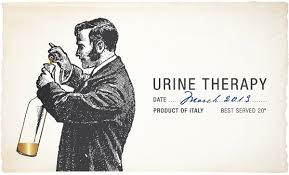 URINE THERAPY
DATE ..... March 2013
PRODUCT OF ITALY BEST SERVED 20°